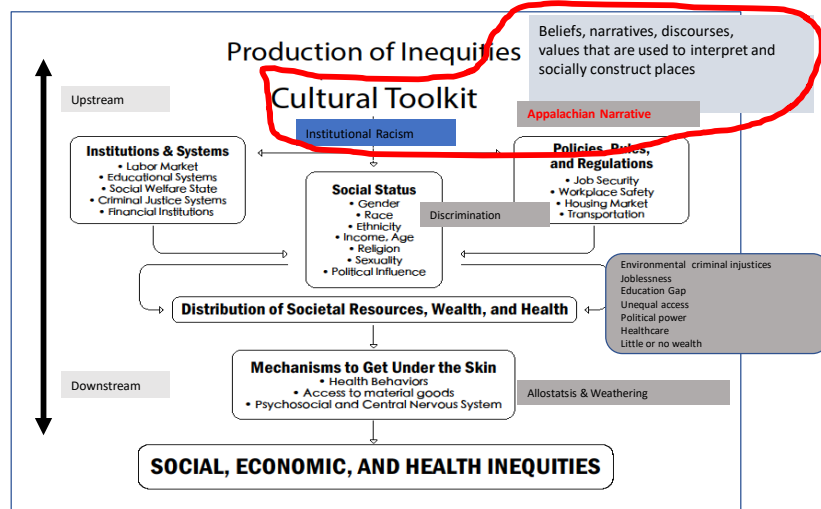 Production of Inequities
Beliefs, narratives, discourses,
values that are used to interpret and
socially construct places
Cultural Toolkit
Upstream
Appalachian Narrative
Institutional Racism
Institutions & Systems
• Labor Market
• Educational Systems
• Social Welfare State
• Criminal Justice Systems
• Financial Institutions
Policies, Rules,
and Regulations
• Job Security
• Workplace Safety
• Housing Market
• Transportation
Social Status
• Gender
• Race
• Ethnicity
• Income, Age
• Religion
• Sexuality
• Political Influence
Discrimination
Environmental criminal injustices
Joblessness
Education Gap
Unequal access
Political power
Healthcare
Little or no wealth
Distribution of Societal Resources, Wealth, and Health
Downstream
Mechanisms to Get Under the Skin
• Health Behaviors
• Access to material goods
• Psychosocial and Central Nervous System
Allostatsis & Weathering
SOCIAL, ECONOMIC, AND HEALTH INEQUITIES